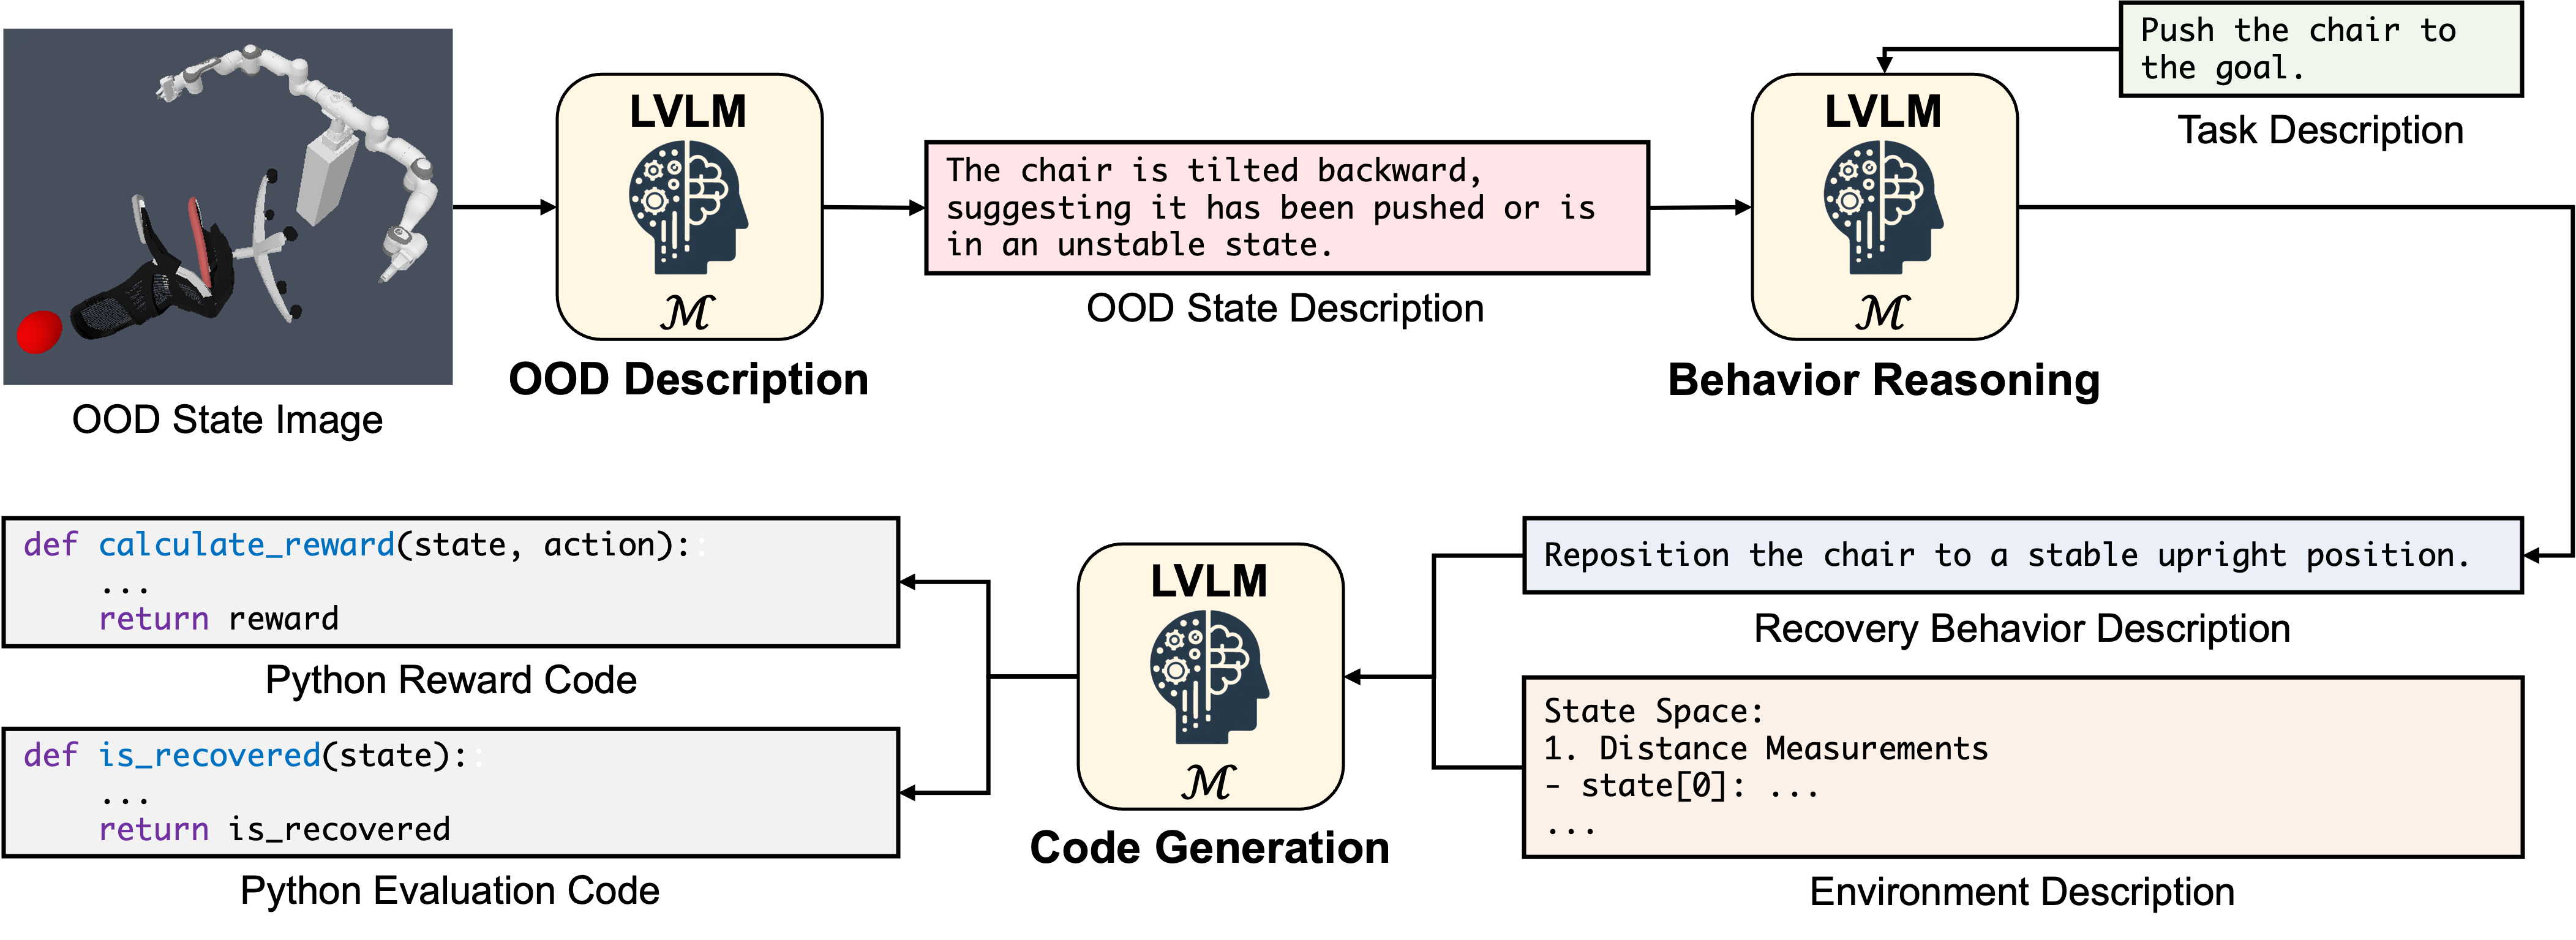 Push the chair to
the goal.
Task Description
LVLM
ℳ
OOD Description
The chair is tilted backward,
suggesting it has been pushed or is
in an unstable state.
OOD State Description
LVLM
ℳ
Behavior Reasoning
OOD State Image
def calculate_reward(state, action)::
...
return reward
Python Reward Code
def is_recovered(state)::
...
return is_recovered
Python Evaluation Code
LVLM
ℳ
Code Generation
Reposition the chair to a stable upright position.
Recovery Behavior Description
State Space:
1. Distance Measurements
- state[0]: ...
...
Environment Description